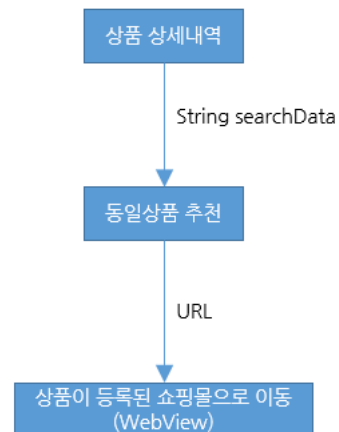 상품 상세내역
String searchData
동일상품 추천
URL
상품이 등록된 쇼핑몰으로 이동
(WebView)